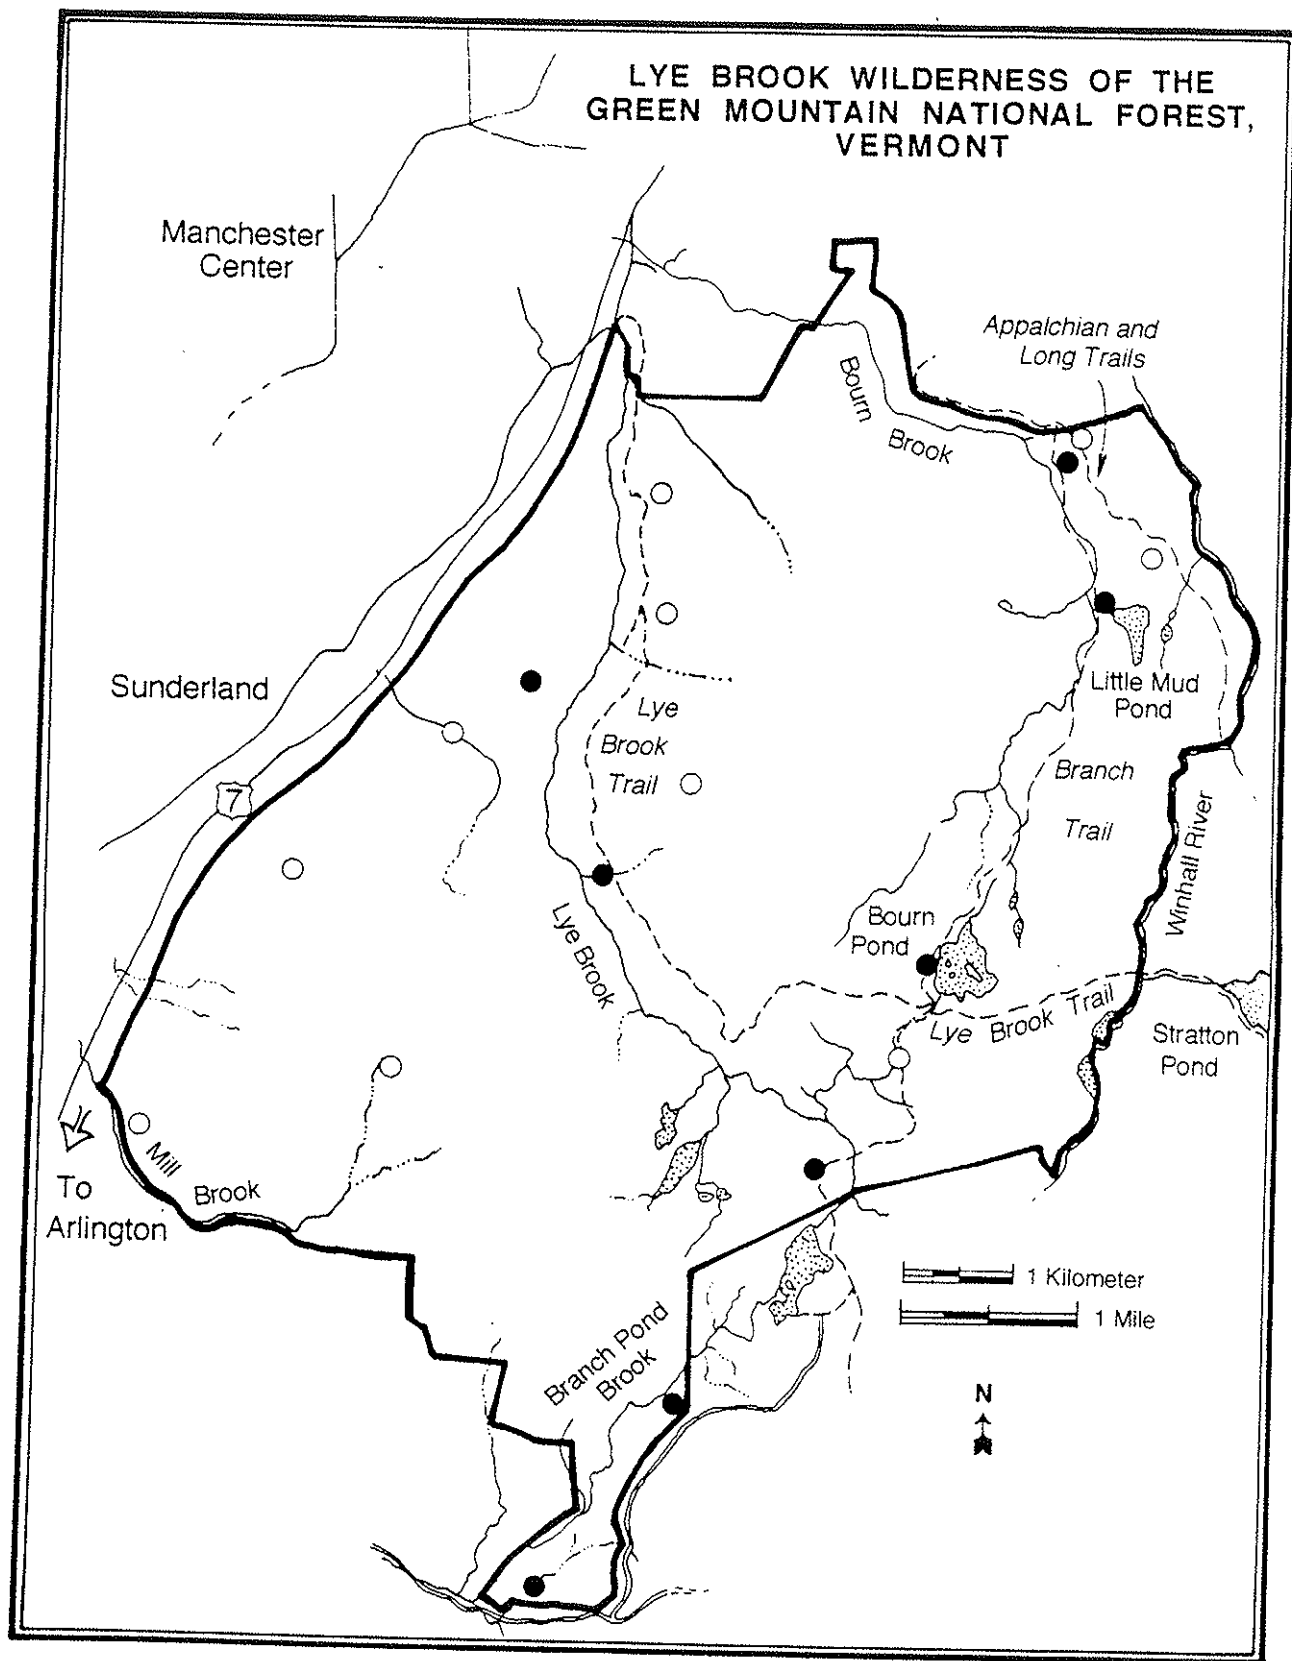 LYE BROOK WILDERNESS OF THE
GREEN MOUNTAIN NATIONAL FOREST,
VERMONT
Manchester
Center
Appalchian and
Long Trails
Bourn
Brook
Sunderland
Lye
Brook
Trail
Little Mud
Pond
7
Branch
Trail
Winhall River
Bourn
Pond
Lye Brook
Lye Brook Trail
Stratton
Pond
Mill
Brook
To
Arlington
1 Kilometer
1 Mile
Branch Pond
Brook
N